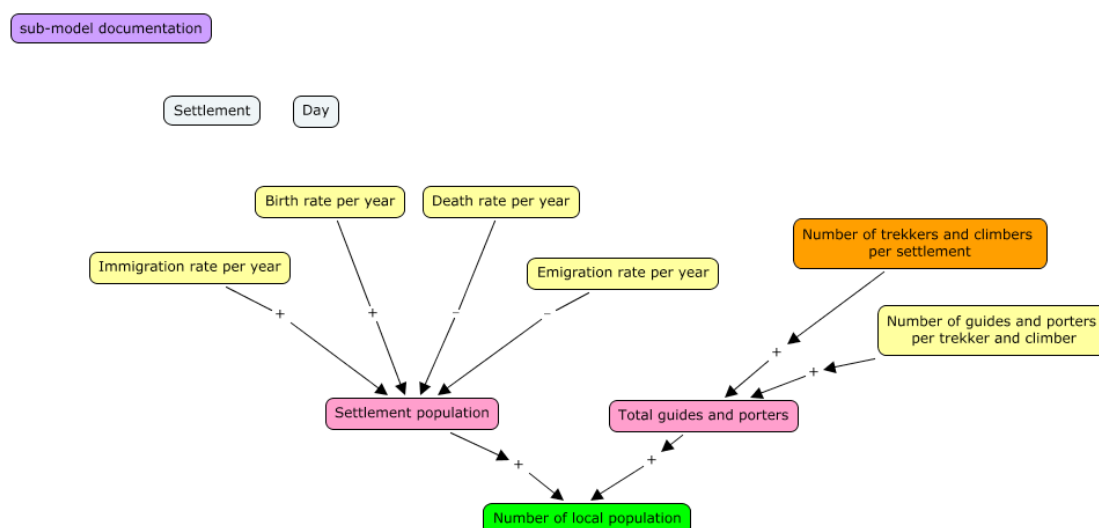 sub-model documentation
Settlement
Day
Birth rate per year
Death rate per year
Number of trekkers and climbers
per settlement
Immigration rate per year
Emigration rate per year
Number of guides and porters
per trekker and climber
+
+
–
–
+
+
Settlement population
Total guides and porters
+
+
Number of local population